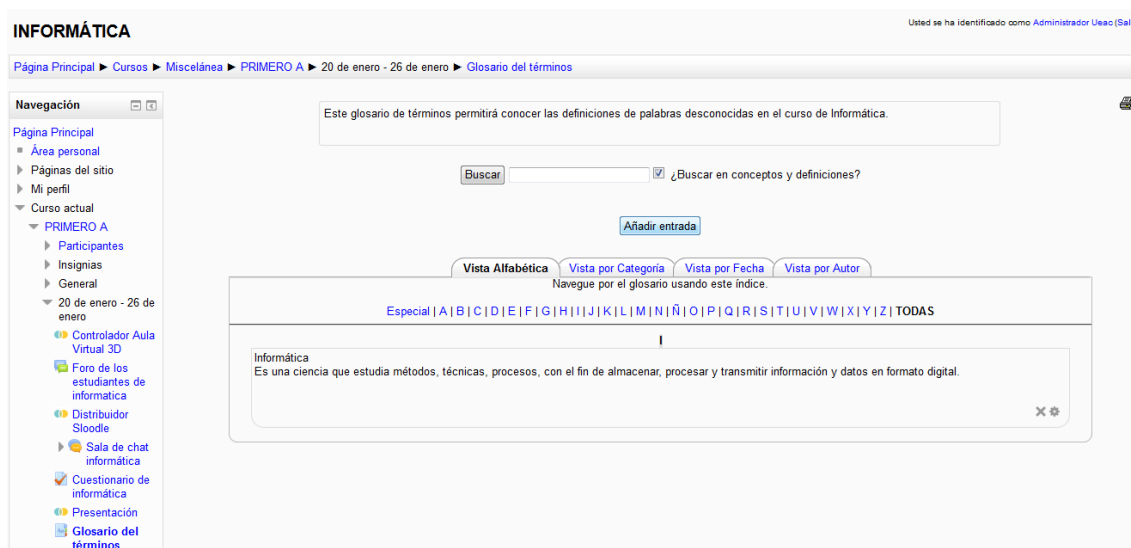 INFORMÁTICA
Usted se ha identificado como Administrador Ueac (Sal
Página Principal ► Cursos ► Miscelánea ► PRIMERO A ► 20 de enero - 26 de enero ► Glosario del términos
Navegación
Página Principal
Área personal
Páginas del sitio
Mi perfil
Curso actual
PRIMERO A
Participantes
Insignias
General
20 de enero - 26 de
enero
Controlador Aula
Virtual 3D
Foro de los
estudiantes de
informatica
Distribuidor
Sloodle
Sala de chat
informática
Cuestionario de
informática
Presentación
Glosario del
términos
Este glosario de términos permitirá conocer las definiciones de palabras desconocidas en el curso de Informática.
Buscar ¿Buscar en conceptos y definiciones?
Añadir entrada
Vista Alfabética Vista por Categoría Vista por Fecha Vista por Autor
Navegue por el glosario usando este índice.
Especial | A | B | C | D | E | F | G | H | I | J | K | L | M | N | Ñ | O | P | Q | R | S | T | U | V | W | X | Y | Z | TODAS
I
Informática
Es una ciencia que estudia métodos, técnicas, procesos, con el fin de almacenar, procesar y transmitir información y datos en formato digital.